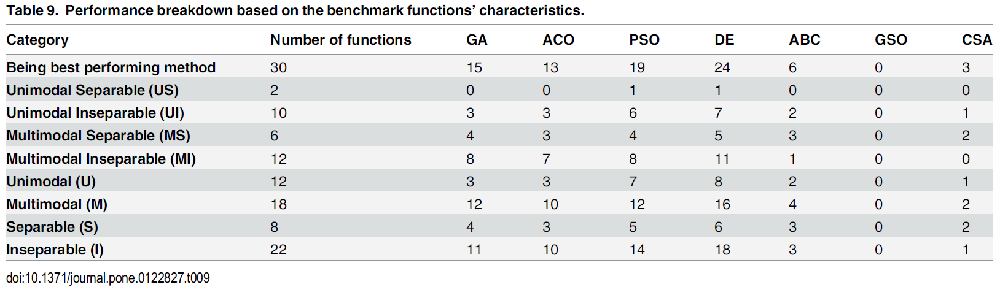 Table 9. Performance breakdown based on the benchmark functions’ characteristics.
Category Number of functions GA ACO PSO DE ABC GSO CSA
Being best performing method 30 15 13 19 24 6 0 3
Unimodal Separable (US) 2 0 0 1 1 0 0 0
Unimodal Inseparable (UI) 10 3 3 6 7 2 0 1
Multimodal Separable (MS) 6 4 3 4 5 3 0 2
Multimodal Inseparable (MI) 12 8 7 8 11 1 0 0
Unimodal (U) 12 3 3 7 8 2 0 1
Multimodal (M) 18 12 10 12 16 4 0 2
Separable (S) 8 4 3 5 6 3 0 2
Inseparable (I) 22 11 10 14 18 3 0 1
doi:10.1371/journal.pone.0122827.t009